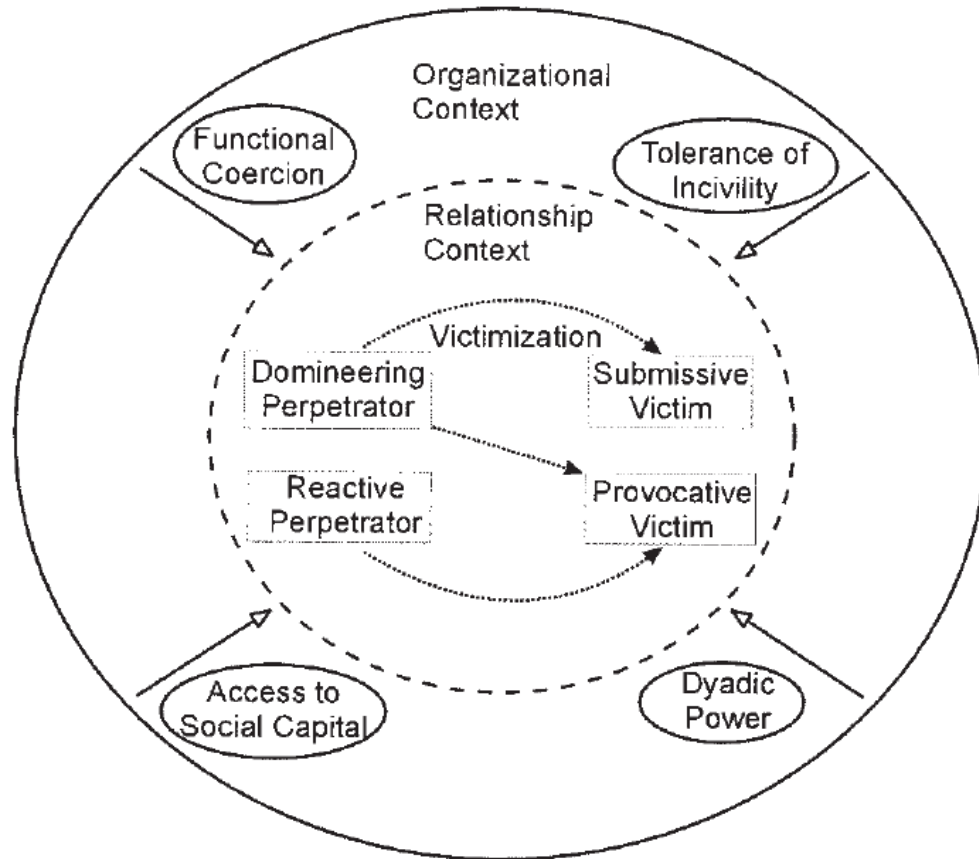 Organizational
Context
Functional
Coercion
Tolerance of
Incivility
Relationship
Context
Victimization
Domineering
Perpetrator
Submissive
Victim
Reactive
Perpetrator
Provocative
Victim
Access to
Social Capital
Dyadic
Power